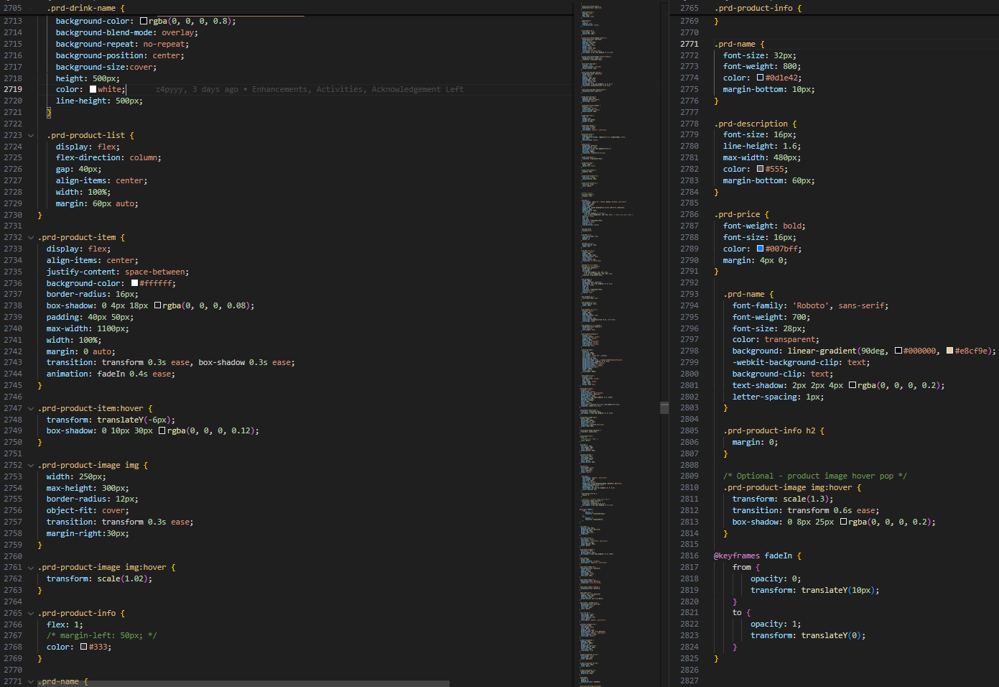 2705 .prd-drink-name {
2713 background-color: rgba(0, 0, 0, 0.8);
2714 background-blend-mode: overlay;
2715 background-repeat: no-repeat;
2716 background-position: center;
2717 background-size:cover;
2718 height: 500px;
2719 color: white; z4pyyy, 3 days ago • Enhancements, Activities, Acknowledgement Left
2720 line-height: 500px;
2721 }
2722
2723 .prd-product-list {
2724 display: flex;
2725 flex-direction: column;
2726 gap: 40px;
2727 align-items: center;
2728 width: 100%;
2729 margin: 60px auto;
2730 }
2731
2732 .prd-product-item {
2733 display: flex;
2734 align-items: center;
2735 justify-content: space-between;
2736 background-color: #ffffff;
2737 border-radius: 16px;
2738 box-shadow: 0 4px 18px rgba(0, 0, 0, 0.08);
2739 padding: 40px 50px;
2740 max-width: 1100px;
2741 width: 100%;
2742 margin: 0 auto;
2743 transition: transform 0.3s ease, box-shadow 0.3s ease;
2744 animation: fadeIn 0.4s ease;
2745 }
2746
2747 .prd-product-item:hover {
2748 transform: translateY(-6px);
2749 box-shadow: 0 10px 30px rgba(0, 0, 0, 0.12);
2750 }
2751
2752 .prd-product-image img {
2753 width: 250px;
2754 max-height: 300px;
2755 border-radius: 12px;
2756 object-fit: cover;
2757 transition: transform 0.3s ease;
2758 margin-right:30px;
2759 }
2760
2761 .prd-product-image img:hover {
2762 transform: scale(1.02);
2763 }
2764
2765 .prd-product-info {
2766 flex: 1;
2767 /* margin-left: 50px; */
2768 color: #333;
2769 }
2770
2771 .prd-name {
2765 .prd-product-info {
2769 }
2770
2771 .prd-name {
2772 font-size: 32px;
2773 font-weight: 800;
2774 color: #0d1e42;
2775 margin-bottom: 10px;
2776 }
2777
2778 .prd-description {
2779 font-size: 16px;
2780 line-height: 1.6;
2781 max-width: 480px;
2782 color: #555;
2783 margin-bottom: 60px;
2784 }
2785
2786 .prd-price {
2787 font-weight: bold;
2788 font-size: 16px;
2789 color: #007bff;
2790 margin: 4px 0;
2791 }
2792
2793 .prd-name {
2794 font-family: 'Roboto', sans-serif;
2795 font-weight: 700;
2796 font-size: 28px;
2797 color: transparent;
2798 background: linear-gradient(90deg, #000000, #e8cf9e);
2799 -webkit-background-clip: text;
2800 background-clip: text;
2801 text-shadow: 2px 2px 4px rgba(0, 0, 0, 0.2);
2802 letter-spacing: 1px;
2803 }
2804
2805 .prd-product-info h2 {
2806 margin: 0;
2807 }
2808
2809 /* Optional - product image hover pop */
2810 .prd-product-image img:hover {
2811 transform: scale(1.3);
2812 transition: transform 0.6s ease;
2813 box-shadow: 0 8px 25px rgba(0, 0, 0, 0.2);
2814 }
2815
2816 @keyframes fadeIn {
2817 from {
2818 opacity: 0;
2819 transform: translateY(10px);
2820 }
2821 to {
2822 opacity: 1;
2823 transform: translateY(0);
2824 }
2825 }
2826
2827